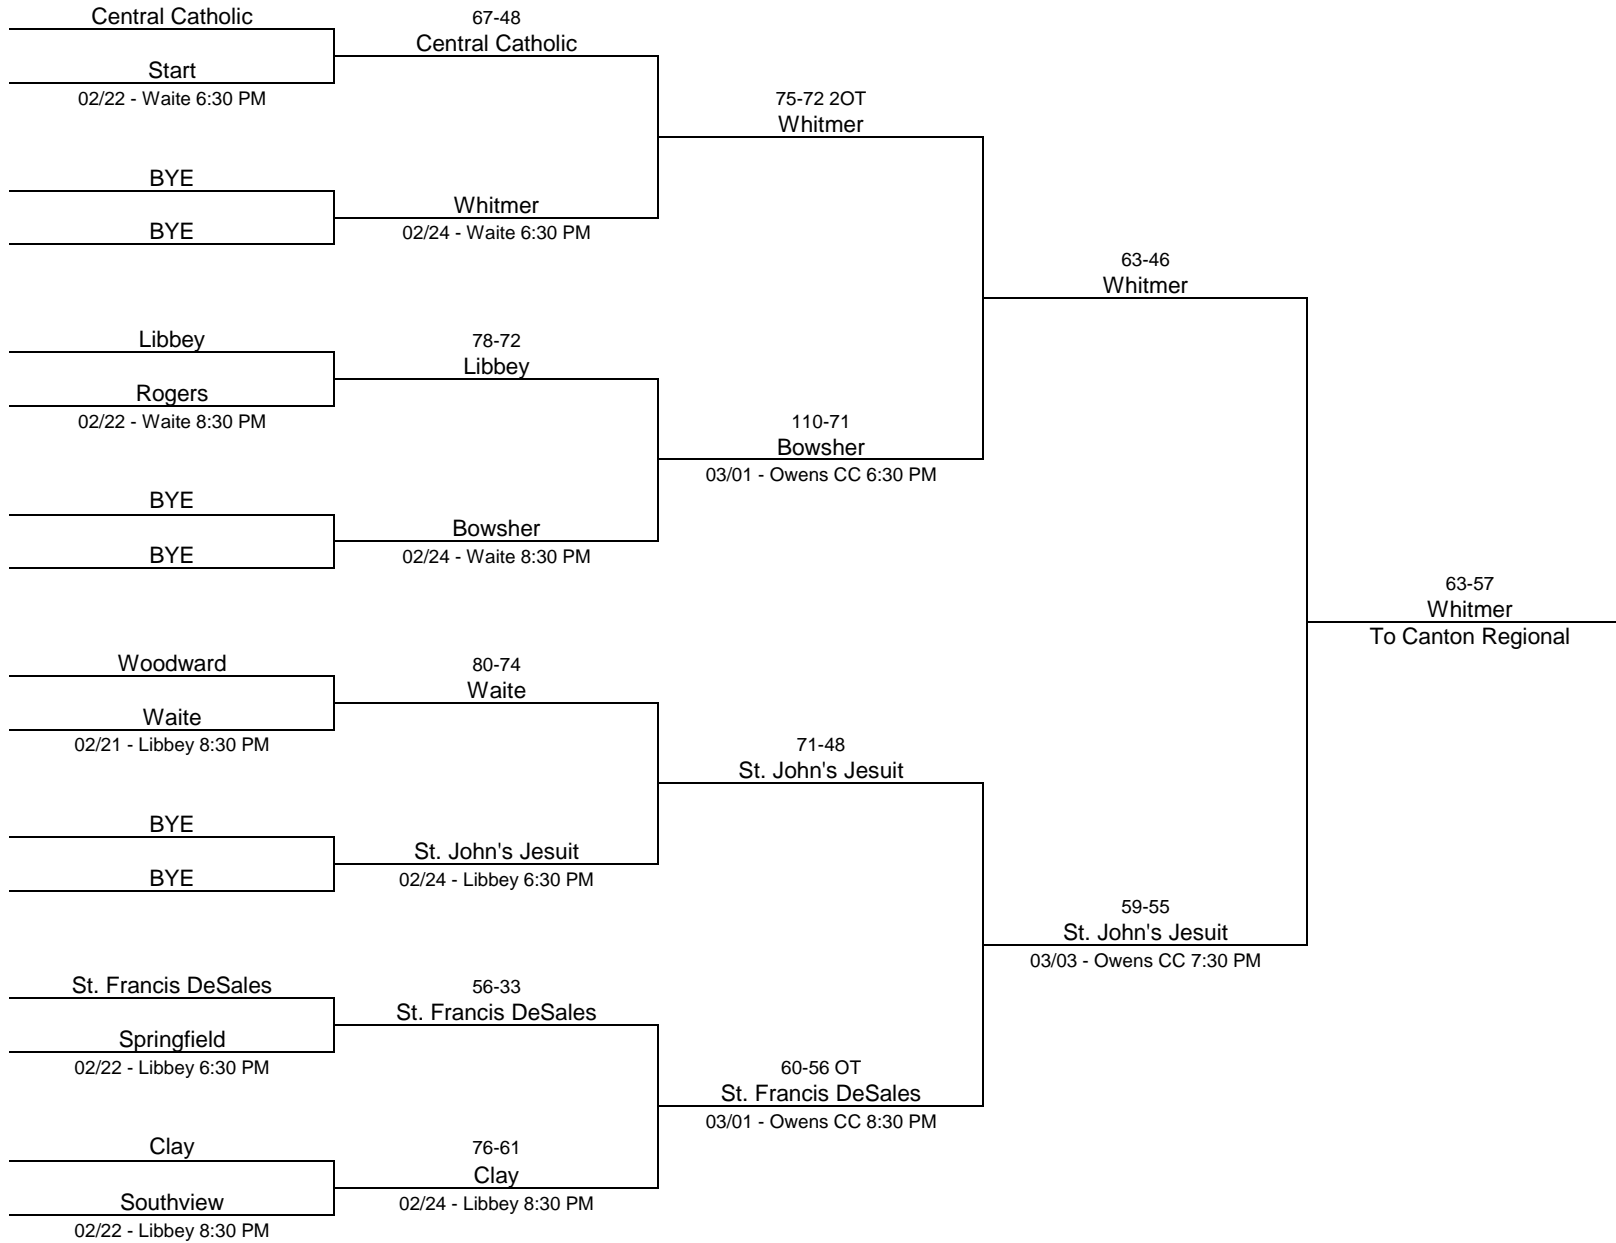 Central Catholic
Start
02/22 - Waite 6:30 PM
BYE
BYE
Libbey
Rogers
02/22 - Waite 8:30 PM
BYE
BYE
Woodward
Waite
02/21 - Libbey 8:30 PM
BYE
BYE
St. Francis DeSales
Springfield
02/22 - Libbey 6:30 PM
Clay
Southview
02/22 - Libbey 8:30 PM
67-48
Central Catholic
Whitmer
02/24 - Waite 6:30 PM
78-72
Libbey
Bowsher
02/24 - Waite 8:30 PM
80-74
Waite
St. John's Jesuit
02/24 - Libbey 6:30 PM
56-33
St. Francis DeSales
76-61
Clay
02/24 - Libbey 8:30 PM
75-72 2OT
Whitmer
110-71
Bowsher
03/01 - Owens CC 6:30 PM
71-48
St. John's Jesuit
60-56 OT
St. Francis DeSales
03/01 - Owens CC 8:30 PM
63-46
Whitmer
59-55
St. John's Jesuit
03/03 - Owens CC 7:30 PM
63-57
Whitmer
To Canton Regional